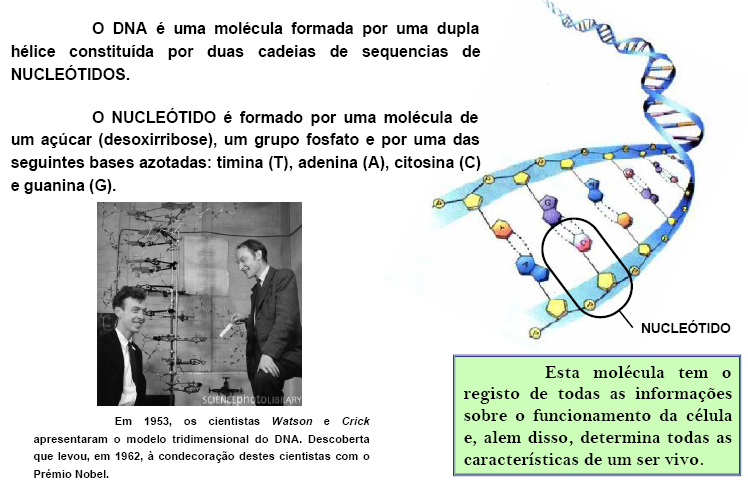 O DNA é uma molécula formada por uma dupla
hélice constituída por duas cadeias de sequencias de
NUCLEÓTIDOS.
O NUCLEÓTIDO é formado por uma molécula de
um açúcar (desoxirribose), um grupo fosfato e por uma das
seguintes bases azotadas: timina (T), adenina (A), citosina (C)
e guanina (G).
NUCLEÓTIDO
SCIENCEPHOTOLIBRARY
Em 1953, os cientistas Watson e Crick
apresentaram o modelo tridimensional do DNA. Descoberta
que levou, em 1962, à condecoração destes cientistas com o
Prémio Nobel.
Esta molécula tem o
registo de todas as informações
sobre o funcionamento da célula
e, alem disso, determina todas as
características de um ser vivo.